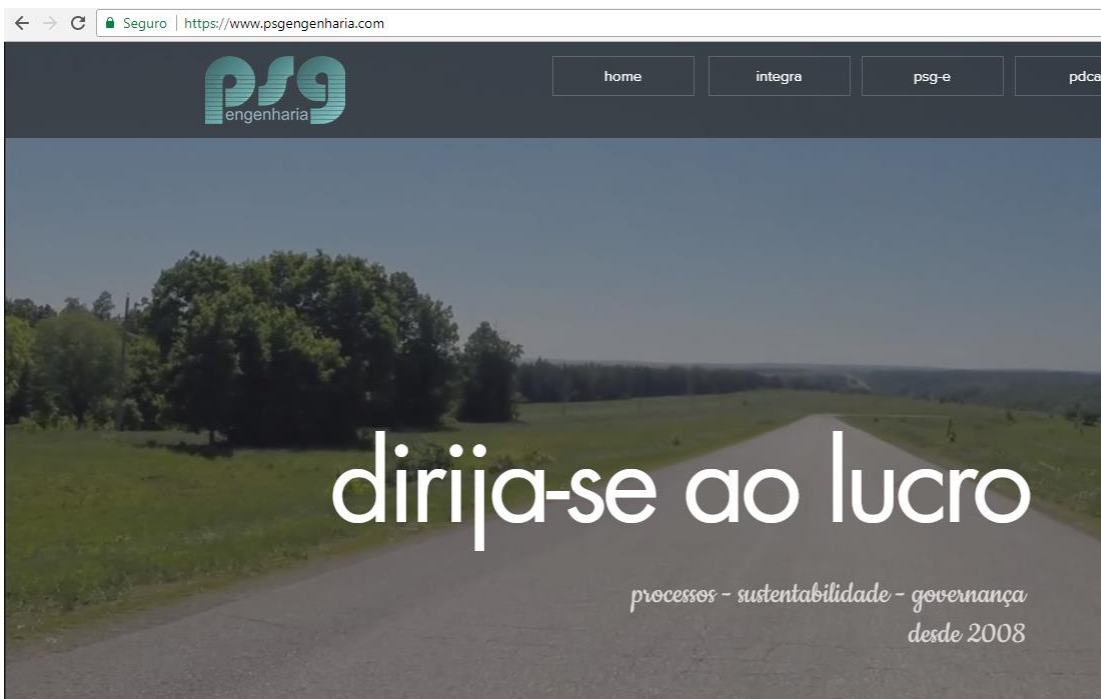 Seguro | https://www.psgengenharia.com
psg
engenharia
home
integra
psg-e
pdca
dirija-se ao lucro
processos - sustentabilidade - governança
desde 2008